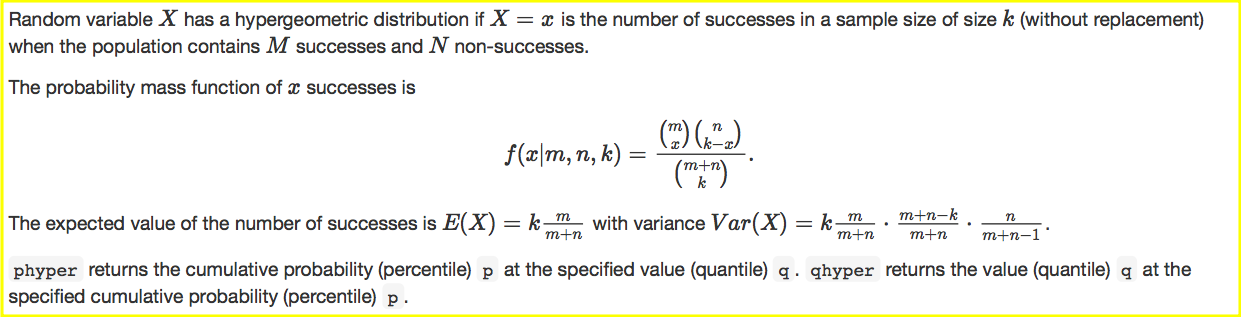 Random variable X has a hypergeometric distribution if X = x is the number of successes in a sample size of size k (without replacement)
when the population contains M successes and N non-successes.
The probability mass function of x successes is
f(x|m, n, k) = \frac{\binom{m}{x}\binom{n}{k-x}}{\binom{m+n}{k}}.
The expected value of the number of successes is E(X) = k\frac{m}{m+n} with variance Var(X) = k\frac{m}{m+n} \cdot \frac{m+n-k}{m+n} \cdot \frac{n}{m+n-1}.
phyper returns the cumulative probability (percentile) p at the specified value (quantile) q. qhyper returns the value (quantile) q at the
specified cumulative probability (percentile) p.